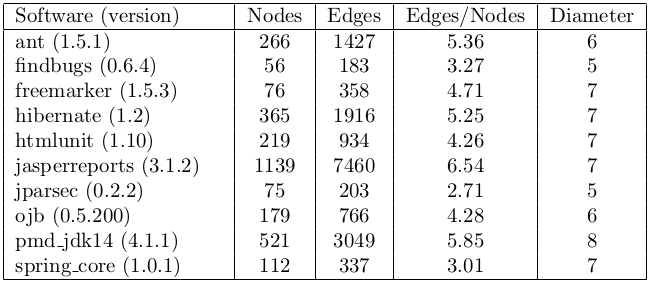 Software (version) Nodes Edges Edges/Nodes Diameter
ant (1.5.1) 266 1427 5.36 6
findbugs (0.6.4) 56 183 3.27 5
freemarker (1.5.3) 76 358 4.71 7
hibernate (1.2) 365 1916 5.25 7
htmlunit (1.10) 219 934 4.26 7
jasperreports (3.1.2) 1139 7460 6.54 7
jparsec (0.2.2) 75 203 2.71 5
ojb (0.5.200) 179 766 4.28 6
pmd_jdk14 (4.1.1) 521 3049 5.85 8
spring_core (1.0.1) 112 337 3.01 7